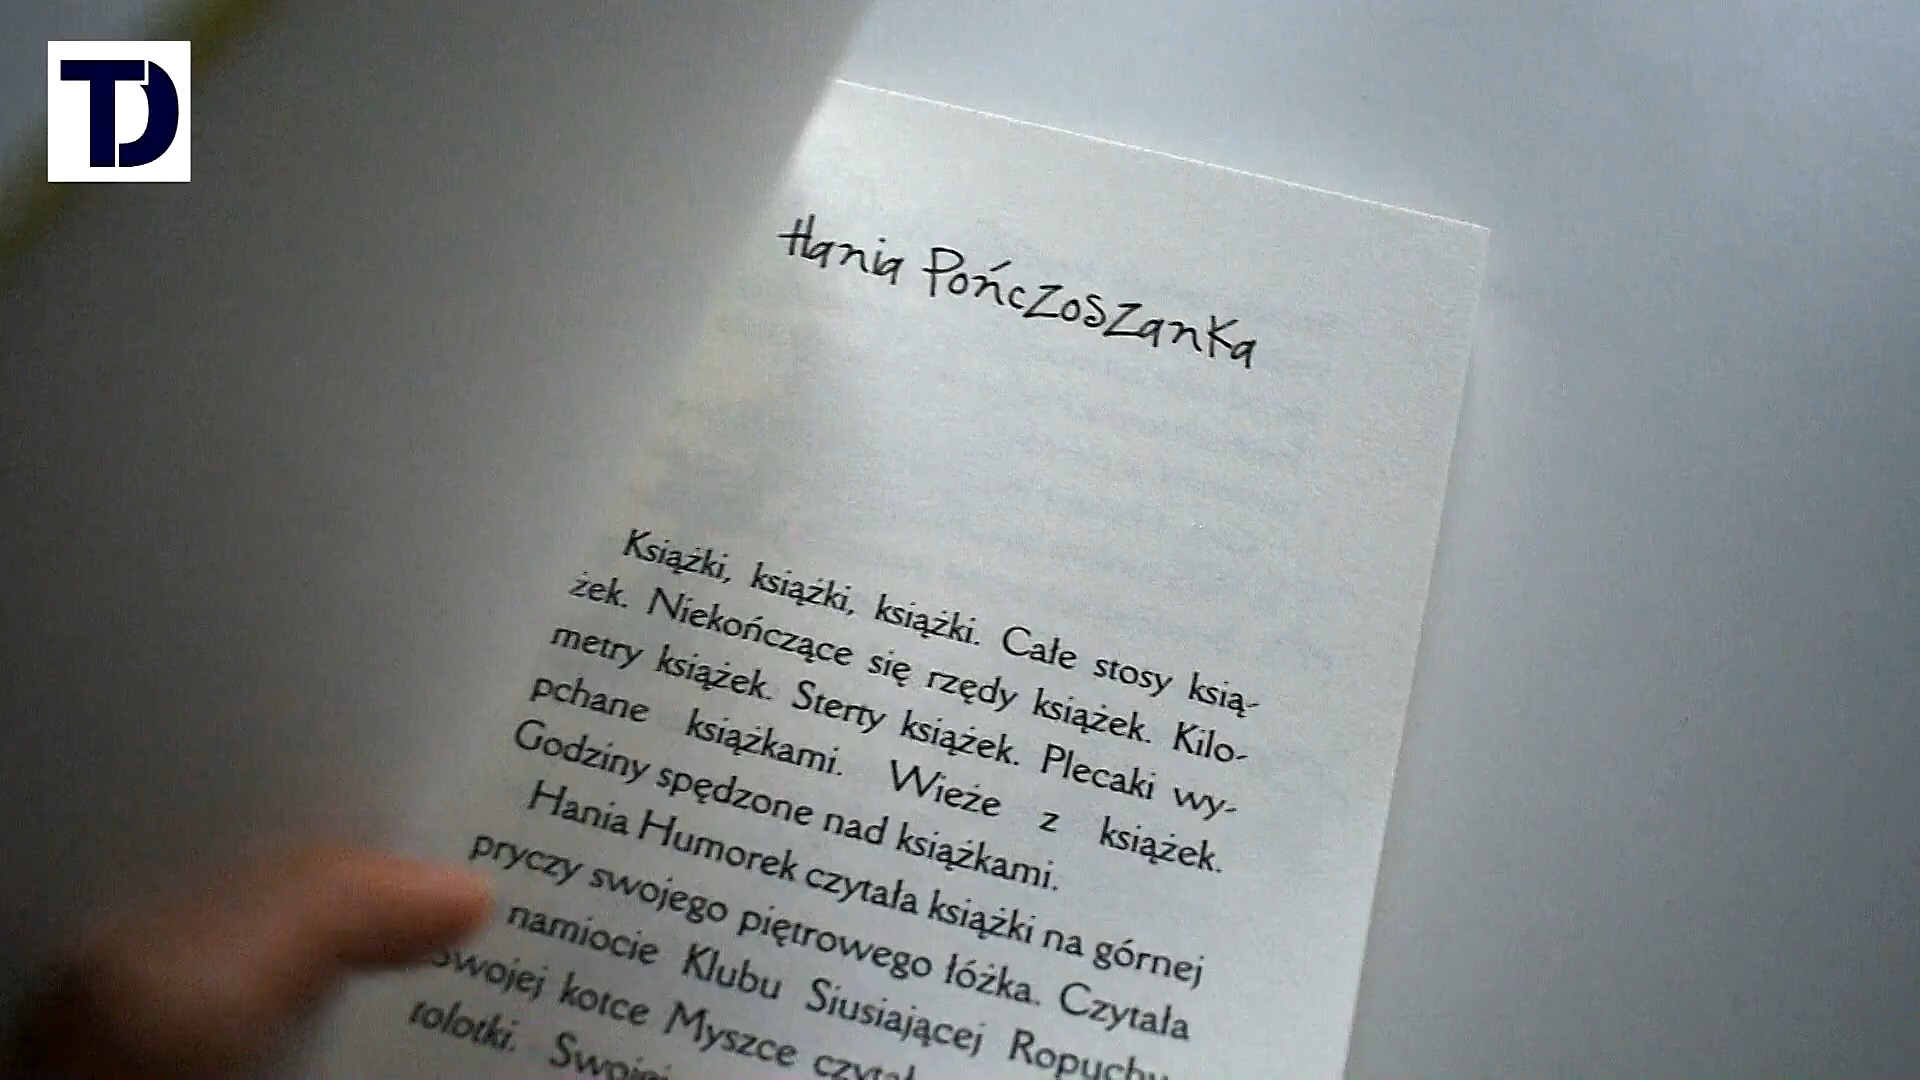 TD
Hania Pończoszanka
Książki, książki, książki. Całe stosy ksią-
żek. Niekończące się rzędy książek. Kilo-
metry książek. Sterty książek. Plecaki wy-
pchane książkami. Wieże z książek.
Godziny spędzone nad książkami.
Hania Humorek czytała książki na górnej
pryczy swojego piętrowego łóżka. Czytała
namiocie Klubu Siusiającej Ropuchy
Swojej kotce Myszce